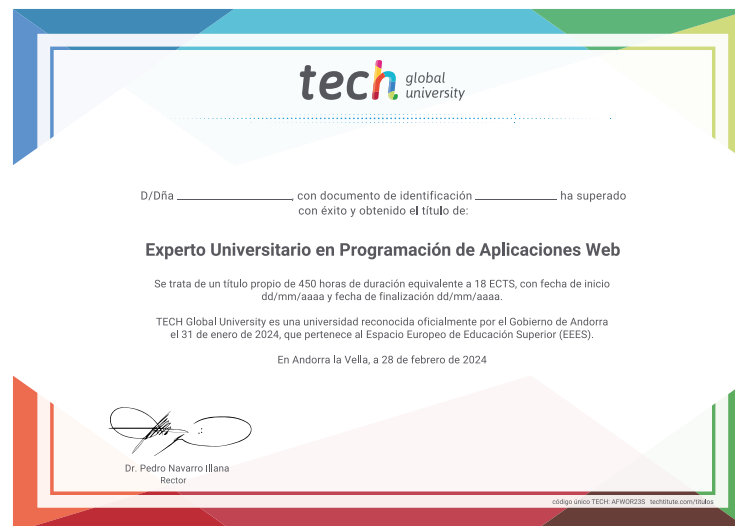 tech global university
D/Dña ____________, con documento de identificación ____________ ha superado
con éxito y obtenido el título de:
Experto Universitario en Programación de Aplicaciones Web
Se trata de un título propio de 450 horas de duración equivalente a 18 ECTS, con fecha de inicio
dd/mm/aaaa y fecha de finalización dd/mm/aaaa.
TECH Global University es una universidad reconocida oficialmente por el Gobierno de Andorra
el 31 de enero de 2024, que pertenece al Espacio Europeo de Educación Superior (EEES).
En Andorra la Vella, a 28 de febrero de 2024
Dr. Pedro Navarro Illana
Rector
código único TECH: AFWOR23S techtitute.com/titulos